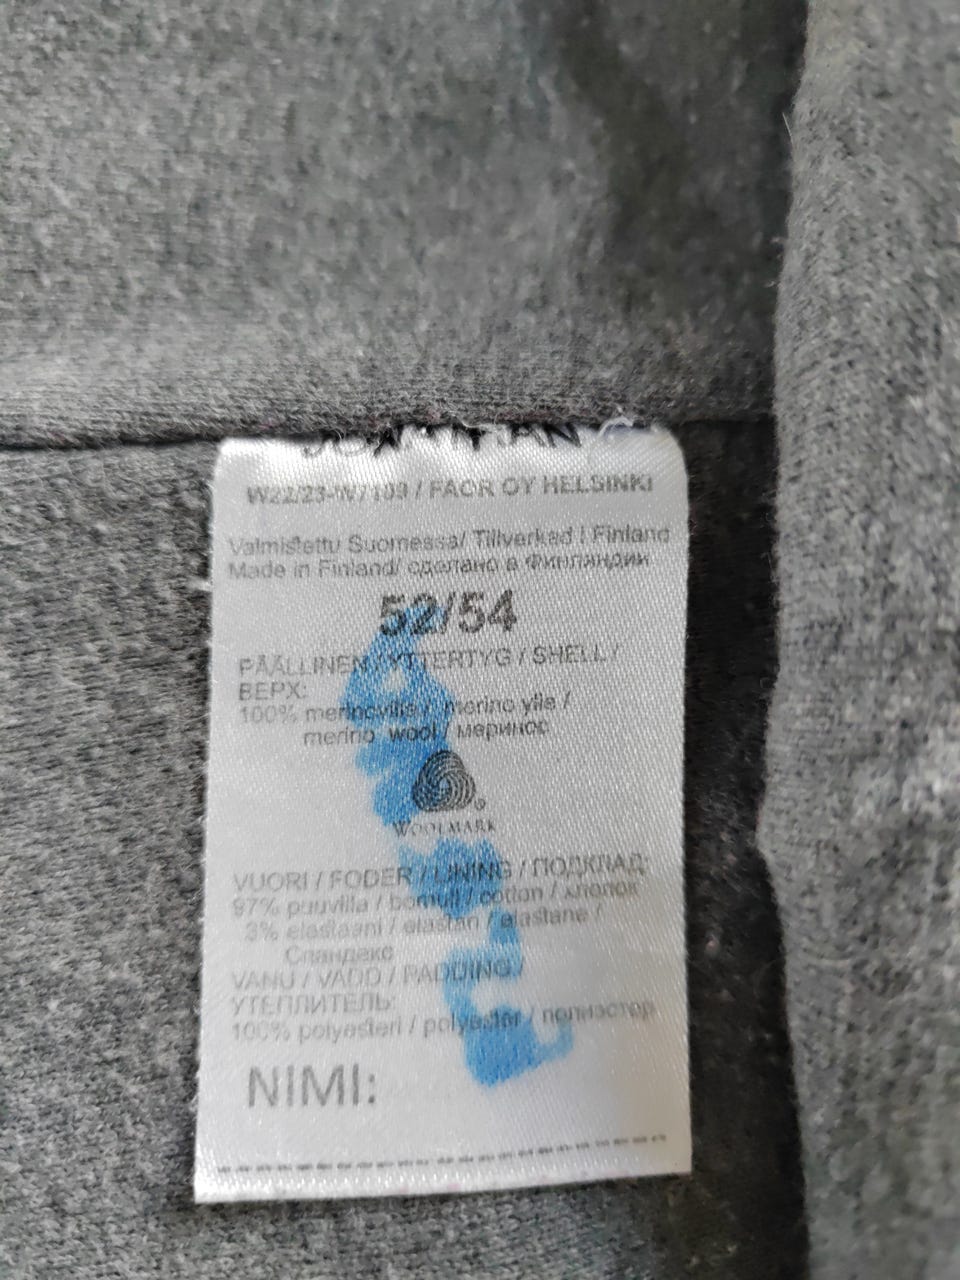 W22/23-W7109 / FAOR OY HELSINKI
Valmistettu Suomessa/ Tillverkad i Finland
Made in Finland/ сделано в Финляндии
52/54
PÄÄLLINEN / YTTERTYG / SHELL /
ВЕРХ:
100% merinovilla / merino ylle /
merino wool / меринос
WOOLMARK
VUORI / FODER / LINING / ПОДКЛАД:
97% puuvilla / bomull / cotton / хлопок
3% elastaani / elastan / elastane /
Спандекс
VANU / VADD / PADDING
УТЕПЛИТЕЛЬ:
100% polyesteri / polyester / полиэстер
NIMI: